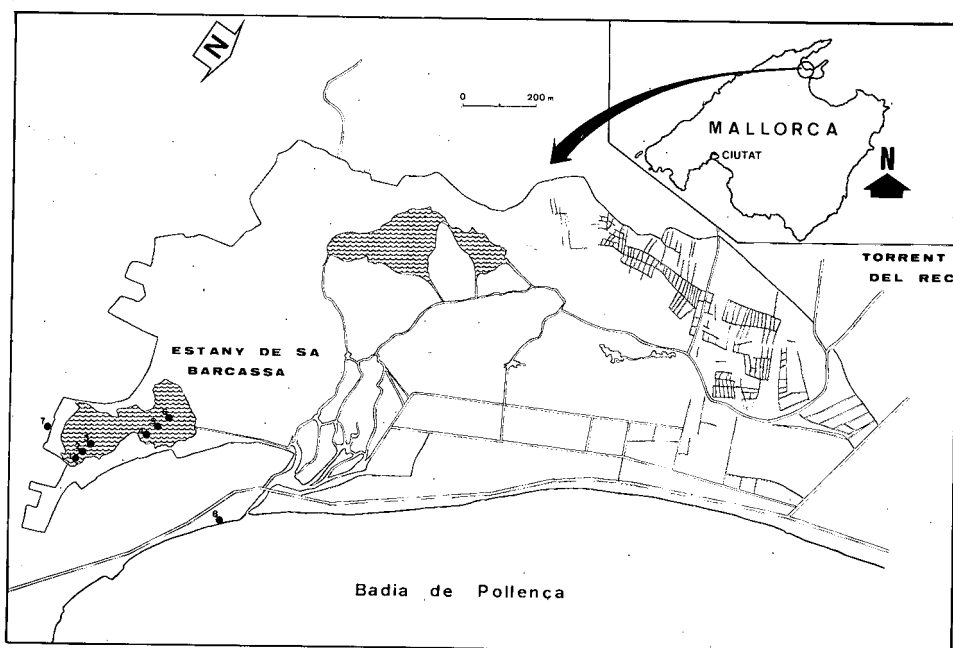 N
0 200 m
MALLORCA
CIUTAT
N
TORRENT
DEL REC
ESTANY DE SA
BARCASSA
7
8
Badia de Pollença